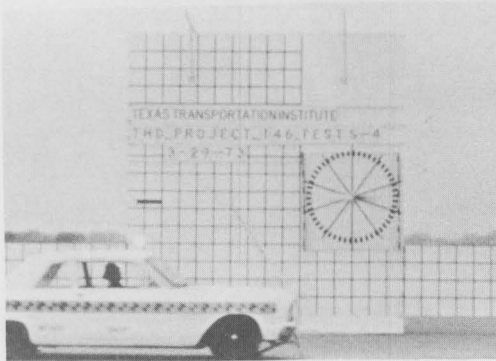 TEXAS TRANSPORTATION INSTITUTE
THD PROJECT 146 TEST S-4
3-29-73